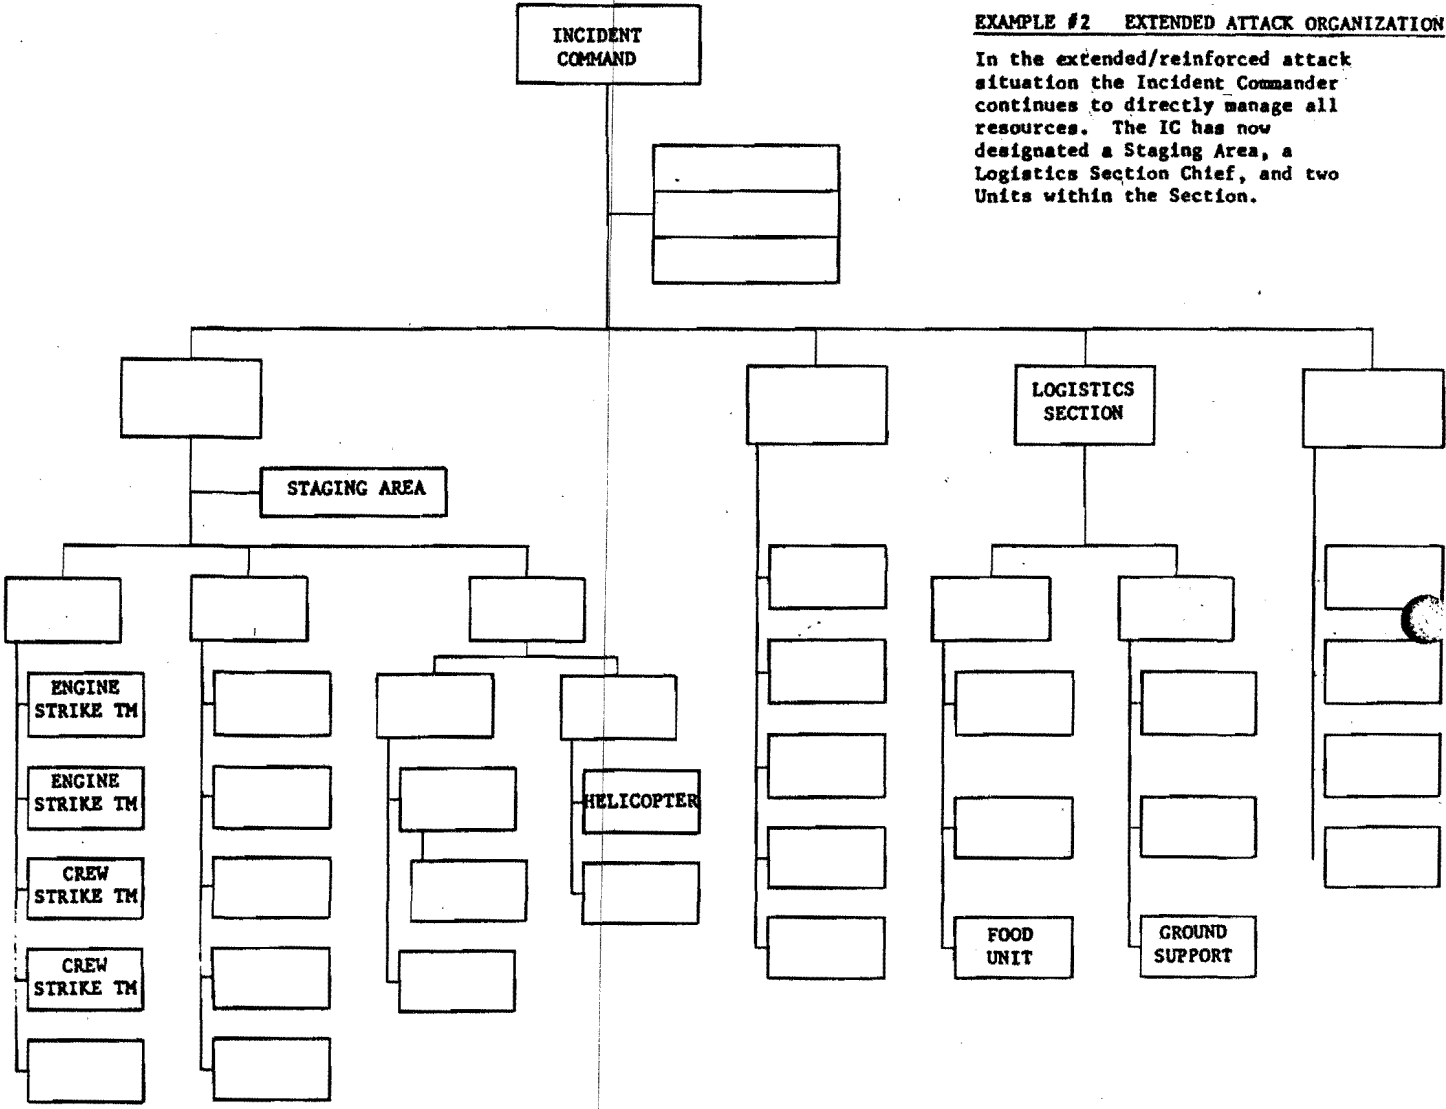 INCIDENT
COMMAND
EXAMPLE #2 EXTENDED ATTACK ORGANIZATION
In the extended/reinforced attack
situation the Incident Commander
continues to directly manage all
resources. The IC has now
designated a Staging Area, a
Logistics Section Chief, and two
Units within the Section.
LOGISTICS
SECTION
STAGING AREA
ENGINE
STRIKE TM
ENGINE
STRIKE TM
CREW
STRIKE TM
CREW
STRIKE TM
HELICOPTER
FOOD
UNIT
GROUND
SUPPORT